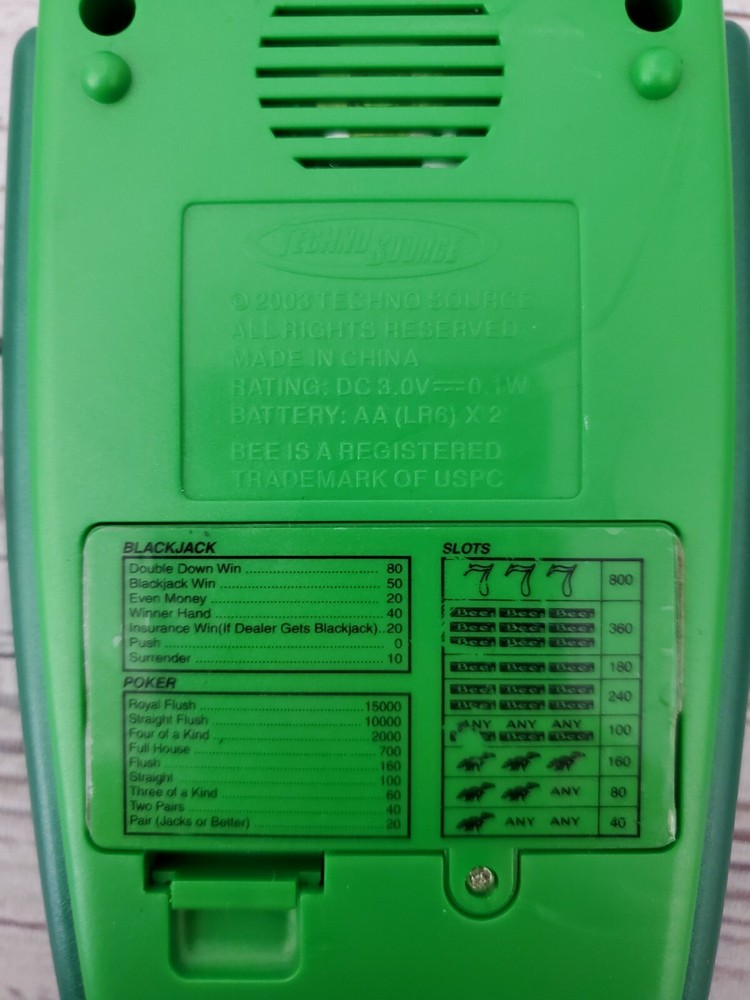 TECHNO SOURCE
© 2003 TECHNO SOURCE
ALL RIGHTS RESERVED
MADE IN CHINA
RATING: DC 3.0V⎓0.1W
BATTERY: AA (LR6) X 2
BEE IS A REGISTERED
TRADEMARK OF USPC
BLACKJACK
Double Down Win 80
Blackjack Win 50
Even Money 20
Winner Hand 40
Insurance Win(If Dealer Gets Blackjack)..20
Push 0
Surrender 10
POKER
Royal Flush 15000
Straight Flush 10000
Four of a Kind 2000
Full House 700
Flush 160
Straight 100
Three of a Kind 60
Two Pairs 40
Pair (Jacks or Better) 20
SLOTS
7 7 7 800
Bee Bee Bee
Bee Bee Bee 360
Bee Bee Bee
Bee Bee Bee 180
Bee Bee Bee 240
Bee Bee Bee
ANY ANY ANY 100
Bee Bee
160
ANY 80
ANY ANY 40